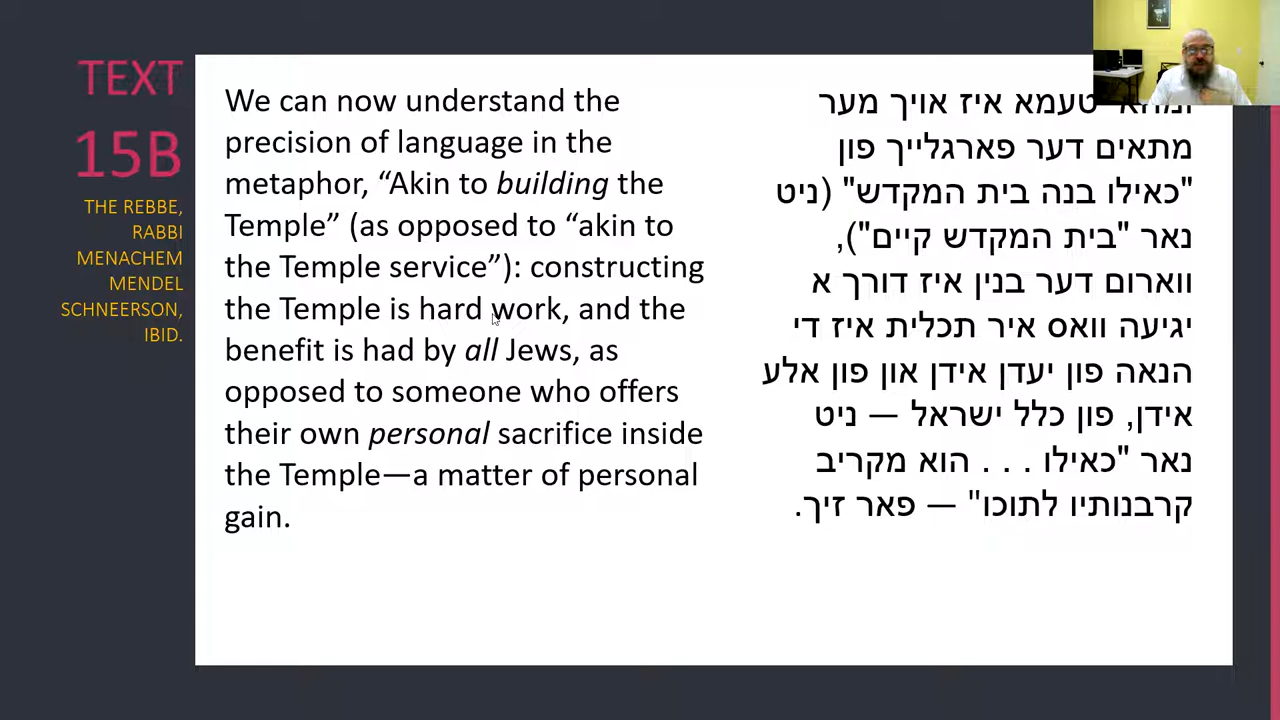 TEXT
15B
THE REBBE,
RABBI
MENACHEM
MENDEL
SCHNEERSON,
IBID.
We can now understand the
precision of language in the
metaphor, “Akin to building the
Temple” (as opposed to “akin to
the Temple service”): constructing
the Temple is hard work, and the
benefit is had by all Jews, as
opposed to someone who offers
their own personal sacrifice inside
the Temple—a matter of personal
gain.
טעמא איז אויך מער
מתאים דער פארגלייך פון
"כאילו בנה בית המקדש" (ניט
נאר "בית המקדש קיים"),
ווארום דער בנין איז דורך א
יגיעה וואס איר תכלית איז די
הנאה פון יעדן אידן און פון אלע
אידן, פון כלל ישראל — ניט
נאר "כאילו . . . הוא מקריב
קרבנותיו לתוכו" — פאר זיך.